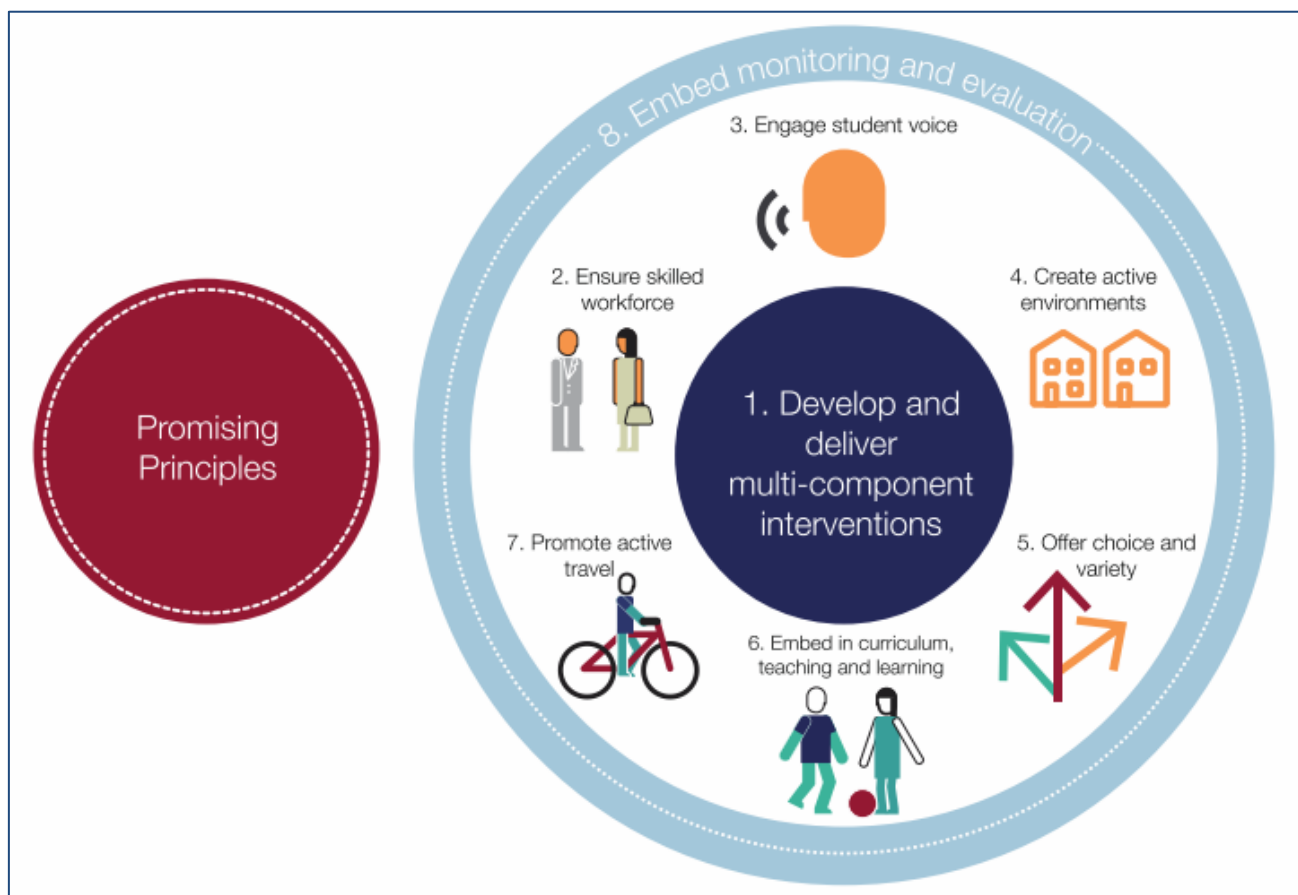 Promising
Principles
8. Embed monitoring and evaluation
3. Engage student voice
2. Ensure skilled
workforce
4. Create active
environments
1. Develop and
deliver
multi-component
interventions
7. Promote active
travel
5. Offer choice and
variety
6. Embed in curriculum,
teaching and learning